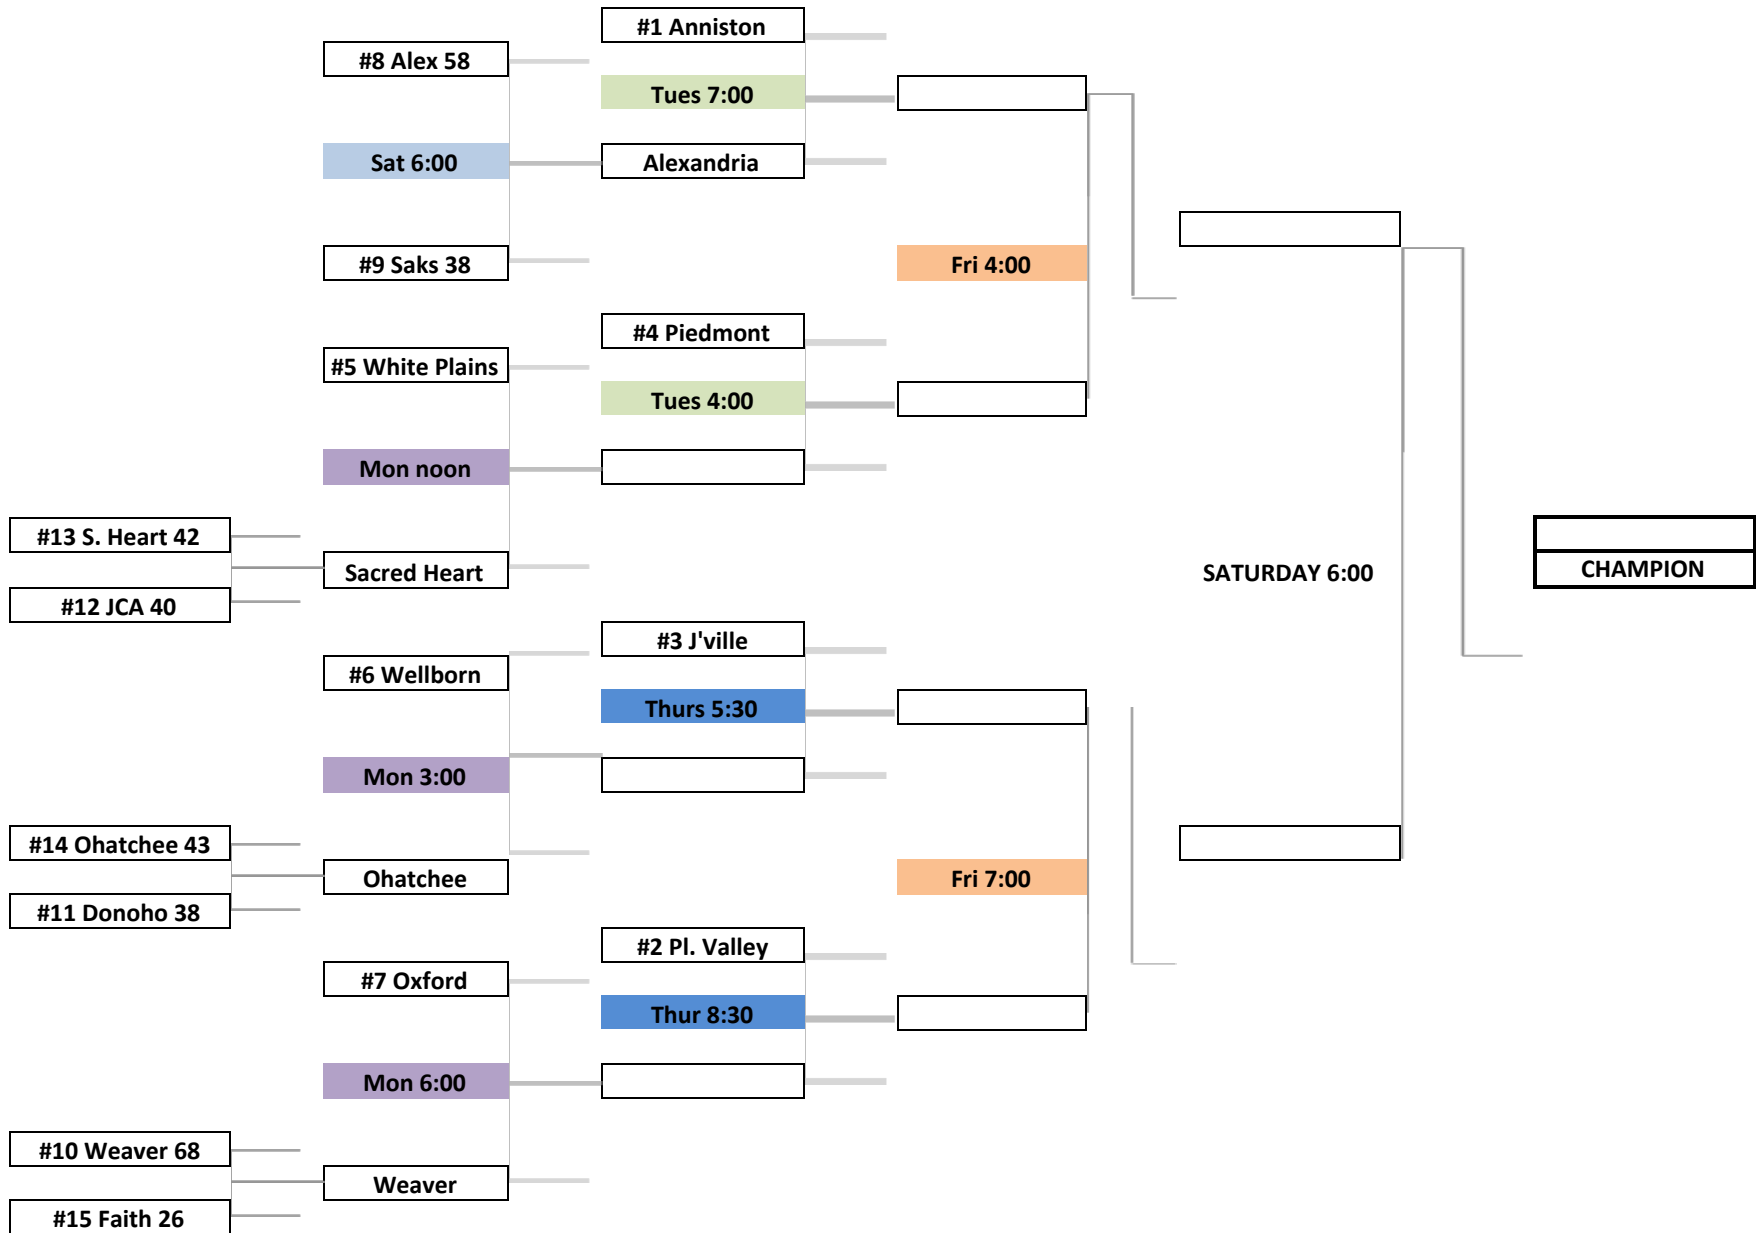 #1 Anniston
#8 Alex 58
Tues 7:00
Sat 6:00
Alexandria
#9 Saks 38
Fri 4:00
#4 Piedmont
#5 White Plains
Tues 4:00
Mon noon
#13 S. Heart 42
Sacred Heart
SATURDAY 6:00
CHAMPION
#12 JCA 40
#3 J'ville
#6 Wellborn
Thurs 5:30
Mon 3:00
#14 Ohatchee 43
Ohatchee
Fri 7:00
#11 Donoho 38
#2 Pl. Valley
#7 Oxford
Thur 8:30
Mon 6:00
#10 Weaver 68
Weaver
#15 Faith 26